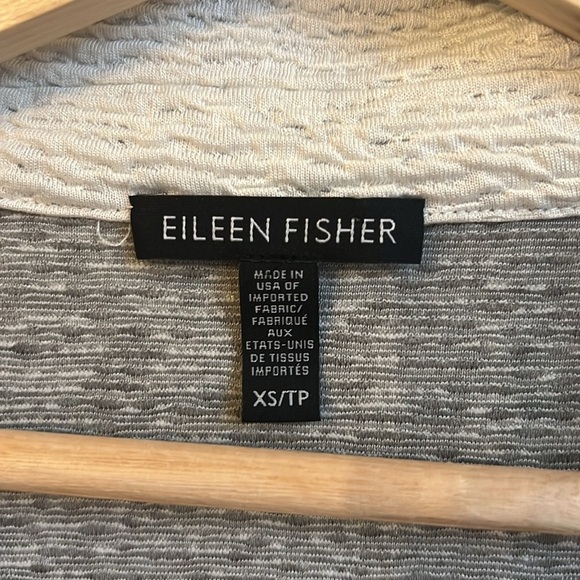 EILEEN FISHER
MADE IN
USA OF
IMPORTED
FABRIC/
FABRIQUÉ
AUX
ETATS-UNIS
DE TISSUS
IMPORTÉS
XS/TP